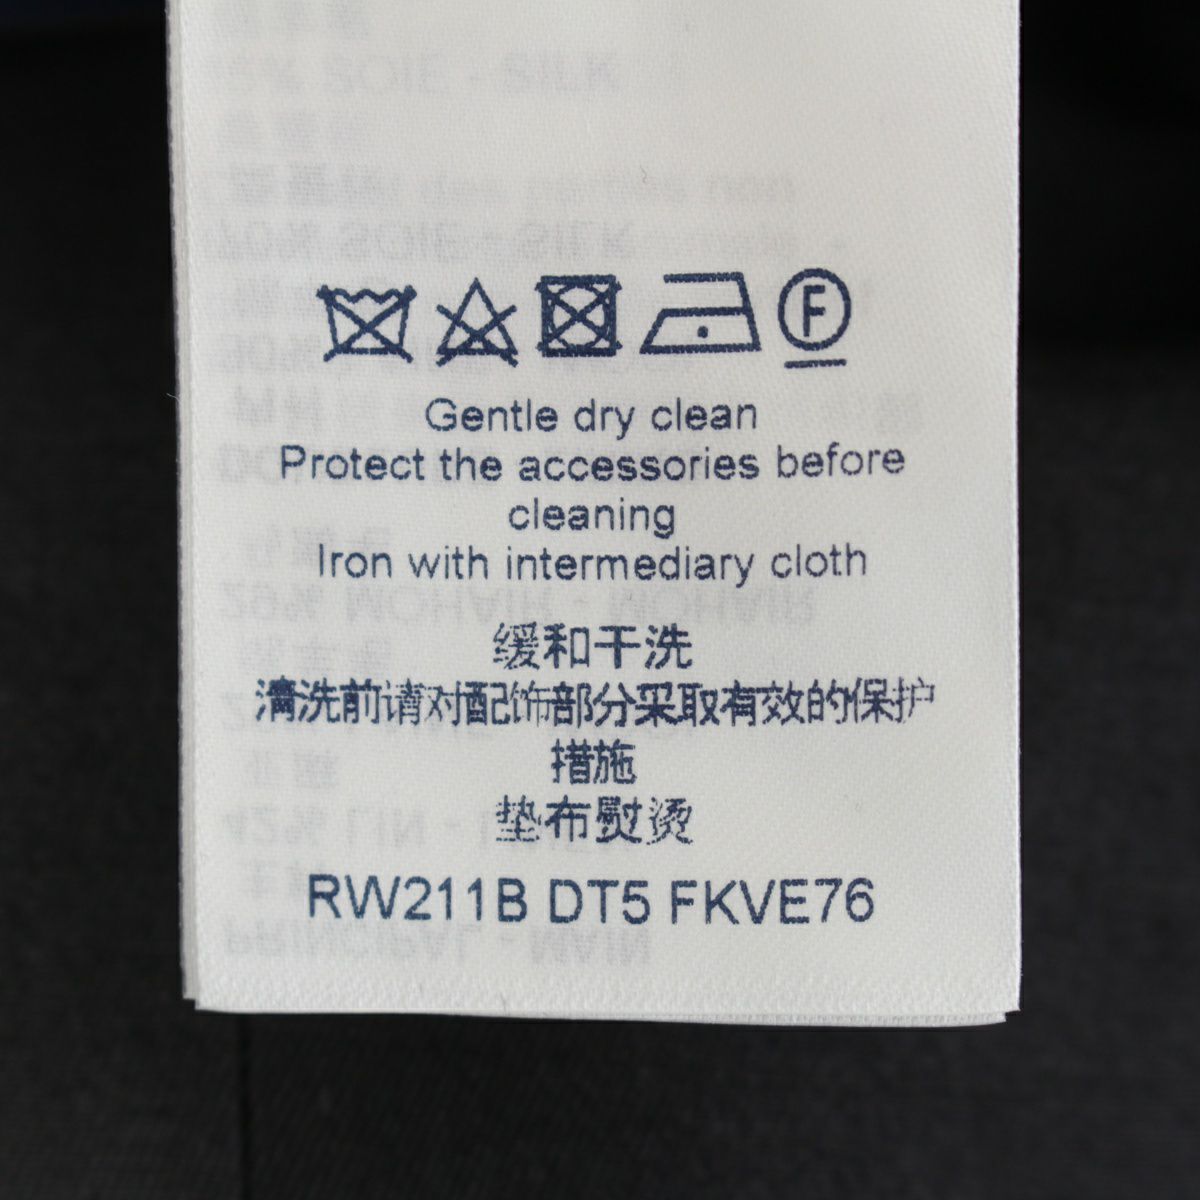 F
Gentle dry clean
Protect the accessories before
cleaning
Iron with intermediary cloth
缓和干洗
清洗前请对配饰部分采取有效的保护
措施
垫布熨烫
RW211B DT5 FKVE76